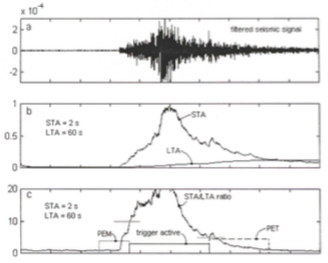 x 10⁻⁴
a
filtered seismic signal
2
0
-2
b
1
STA = 2 s
LTA = 60 s
STA
0.5
LTA
0
c
20
STA = 2 s
LTA = 60 s
STA/LTA ratio
10
PEM
trigger active
PET
0